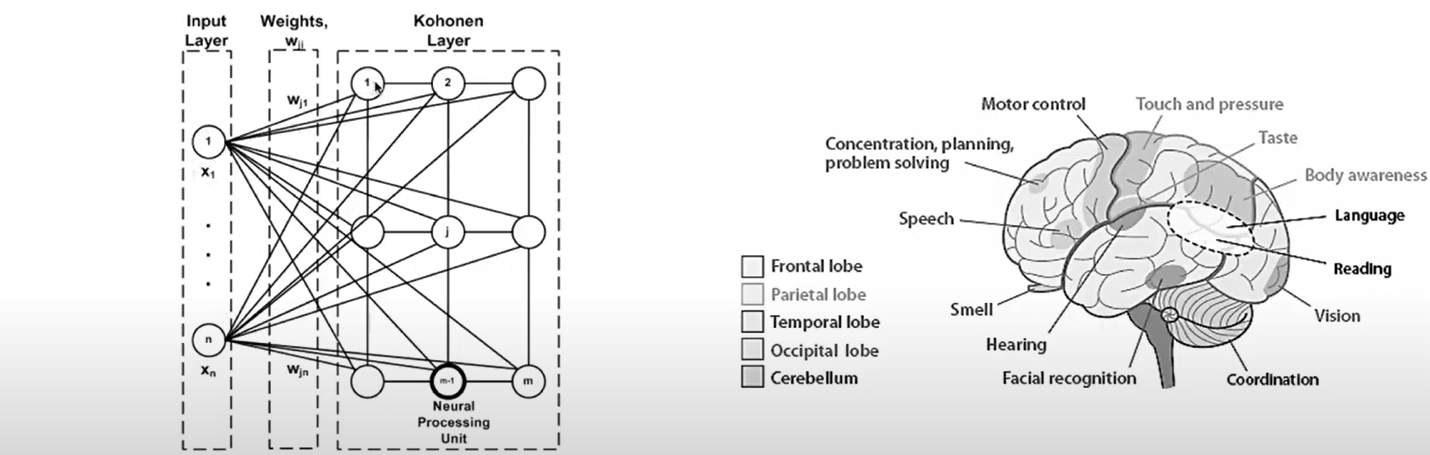 Input
Layer
Weights,
wji
Kohonen
Layer
1
2
wj1
1
x1
j
n
xn
wjn
m-1
m
Neural
Processing
Unit
Motor control
Touch and pressure
Concentration, planning,
problem solving
Taste
Body awareness
Speech
Language
Reading
Frontal lobe
Parietal lobe
Temporal lobe
Occipital lobe
Cerebellum
Smell
Vision
Hearing
Facial recognition
Coordination